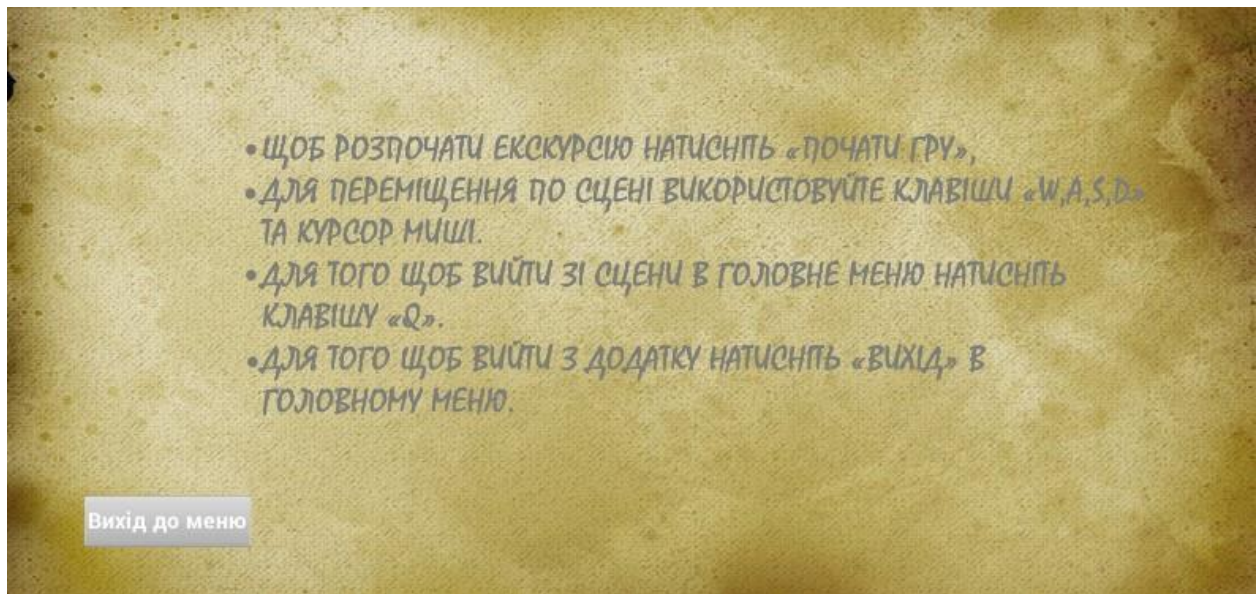 • ЩОБ РОЗПОЧАТИ ЕКСКУРСІЮ НАТИСНІТЬ «ПОЧАТИ ГРУ»,
• ДЛЯ ПЕРЕМІЩЕННЯ ПО СЦЕНІ ВИКОРИСТОВУЙТЕ КЛАВІШИ «W,A,S,D»
ТА КУРСОР МИШІ.
• ДЛЯ ТОГО ЩОБ ВИЙТИ ЗІ СЦЕНИ В ГОЛОВНЕ МЕНЮ НАТИСНІТЬ
КЛАВІШУ «Q».
• ДЛЯ ТОГО ЩОБ ВИЙТИ З ДОДАТКУ НАТИСНІТЬ «ВИХІД» В
ГОЛОВНОМУ МЕНЮ.
Вихід до меню